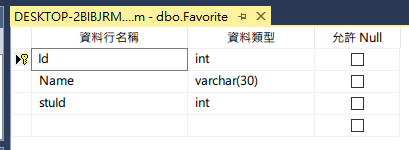 DESKTOP-2BIBJRM....m - dbo.Favorite
資料行名稱 資料類型 允許 Null
Id int
Name varchar(30)
stuId int